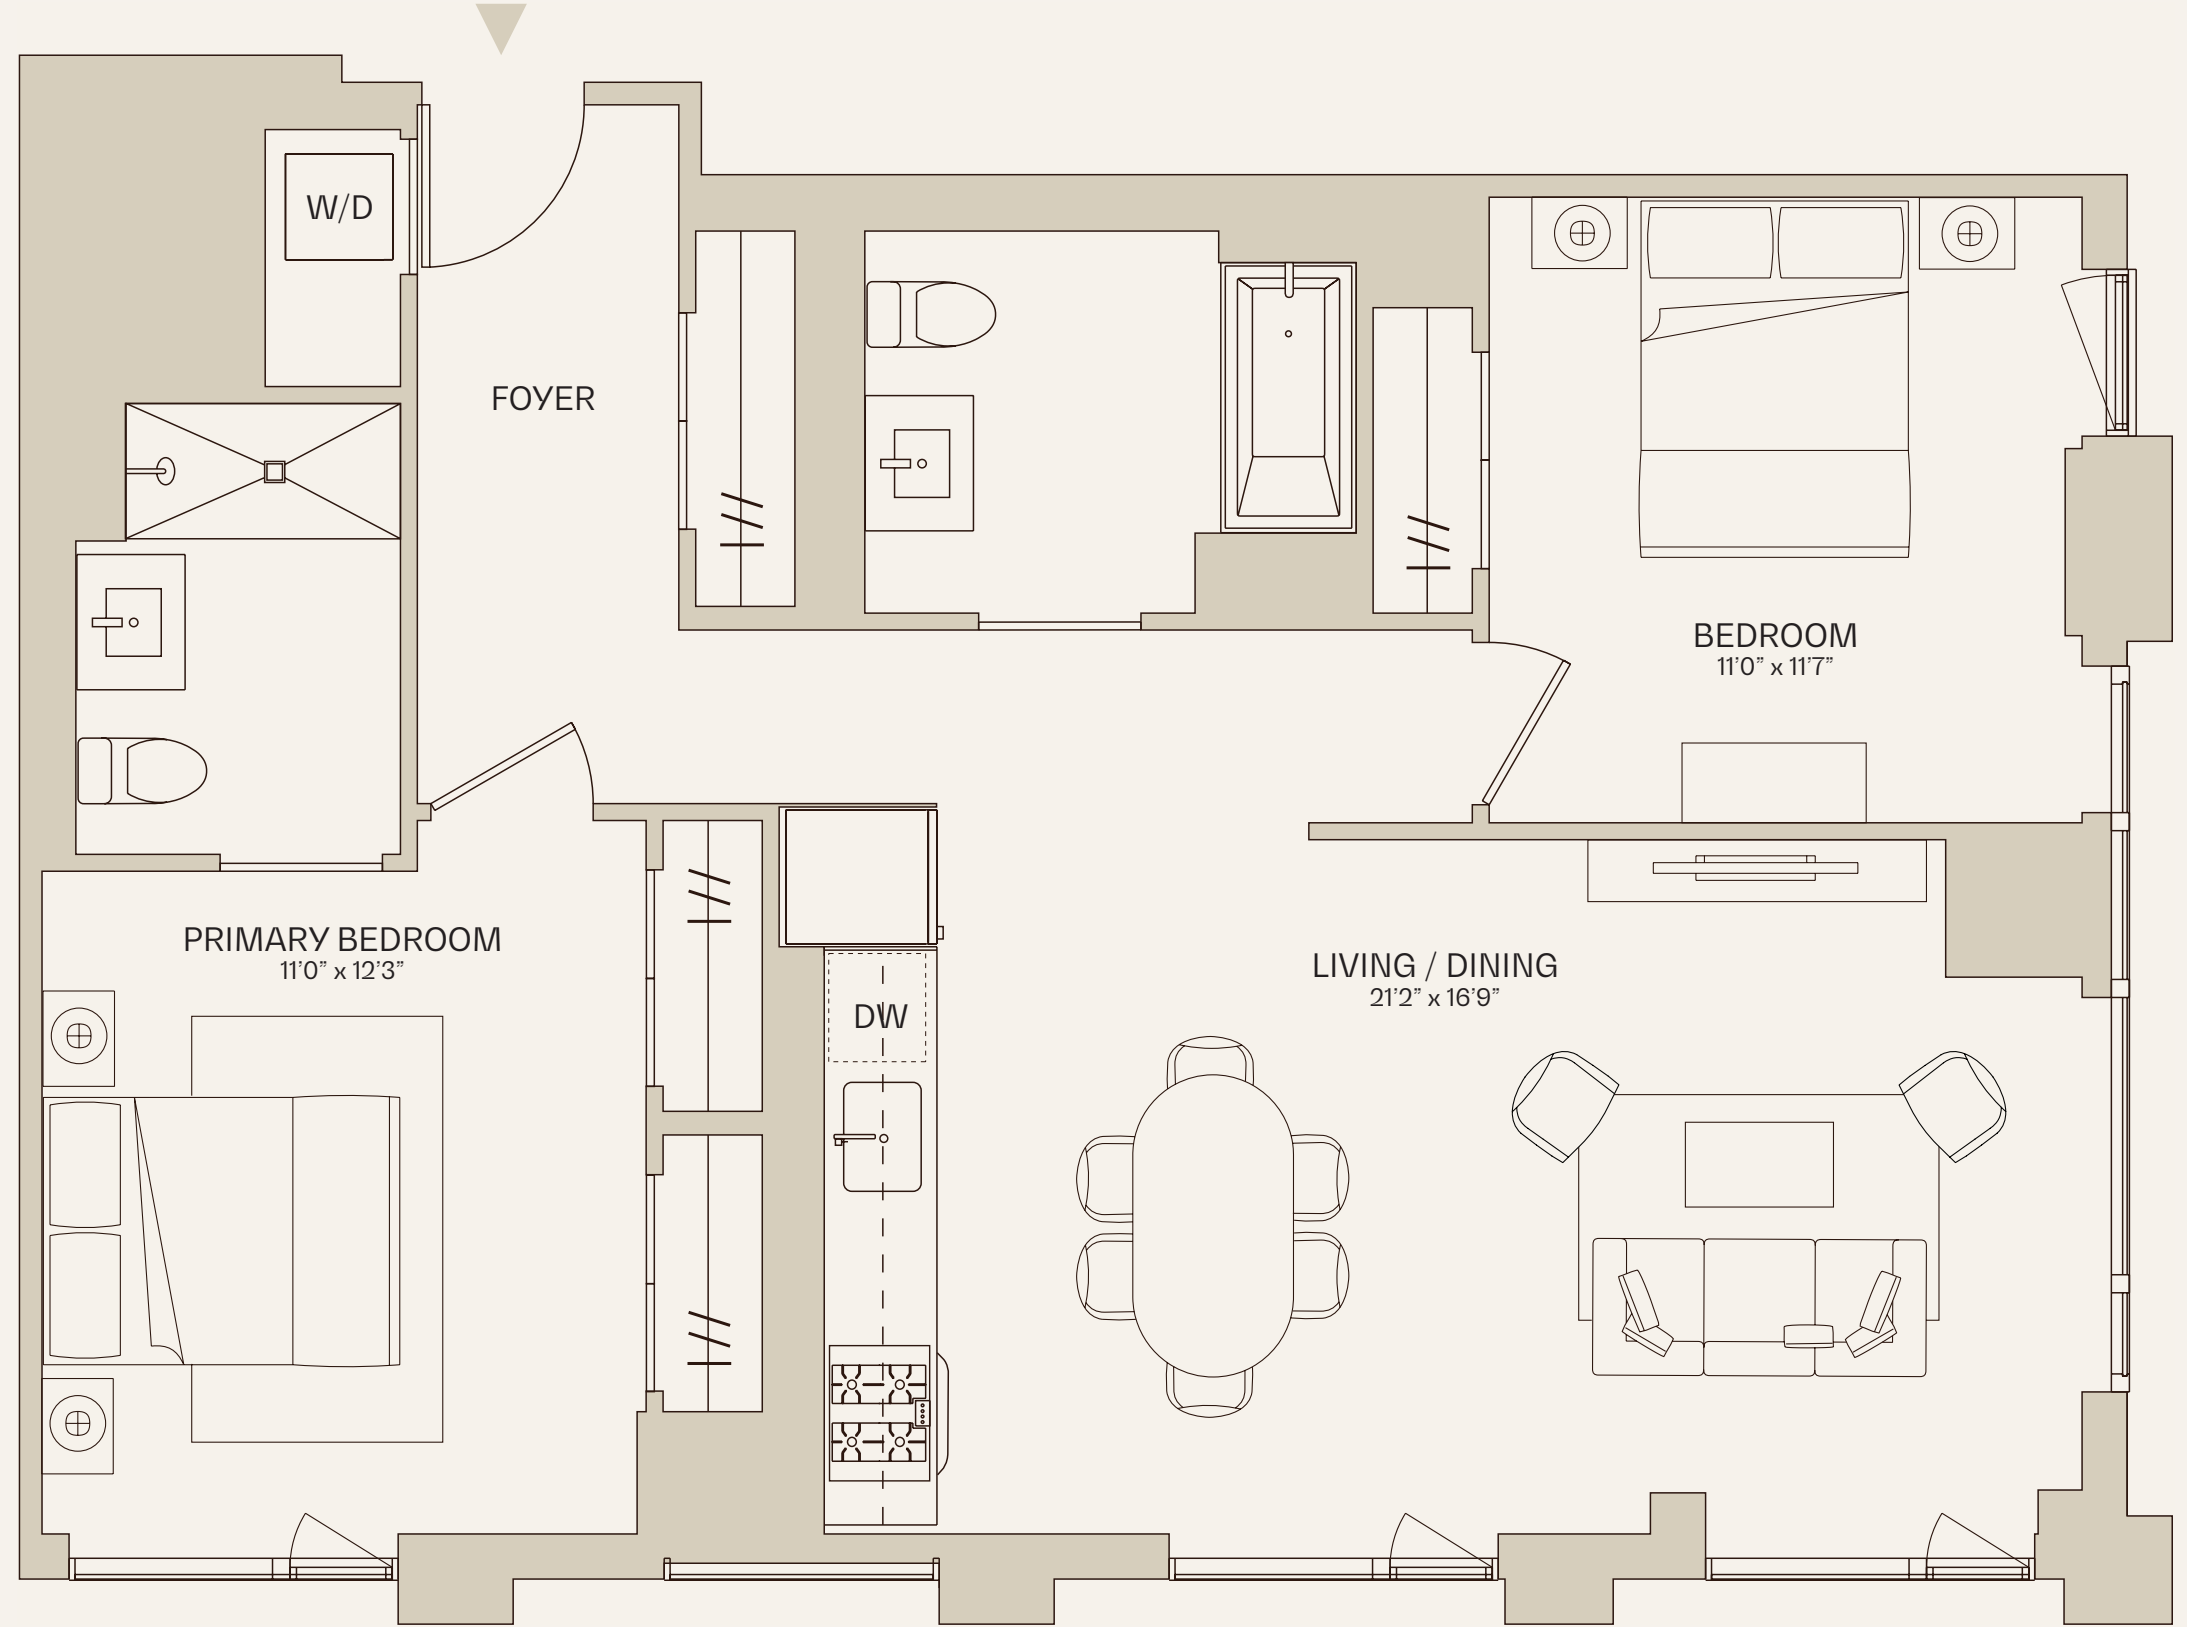 W/D
FOYER
BEDROOM
11'0" x 11'7"
PRIMARY BEDROOM
11'0" x 12'3"
LIVING / DINING
21'2" x 16'9"
DW